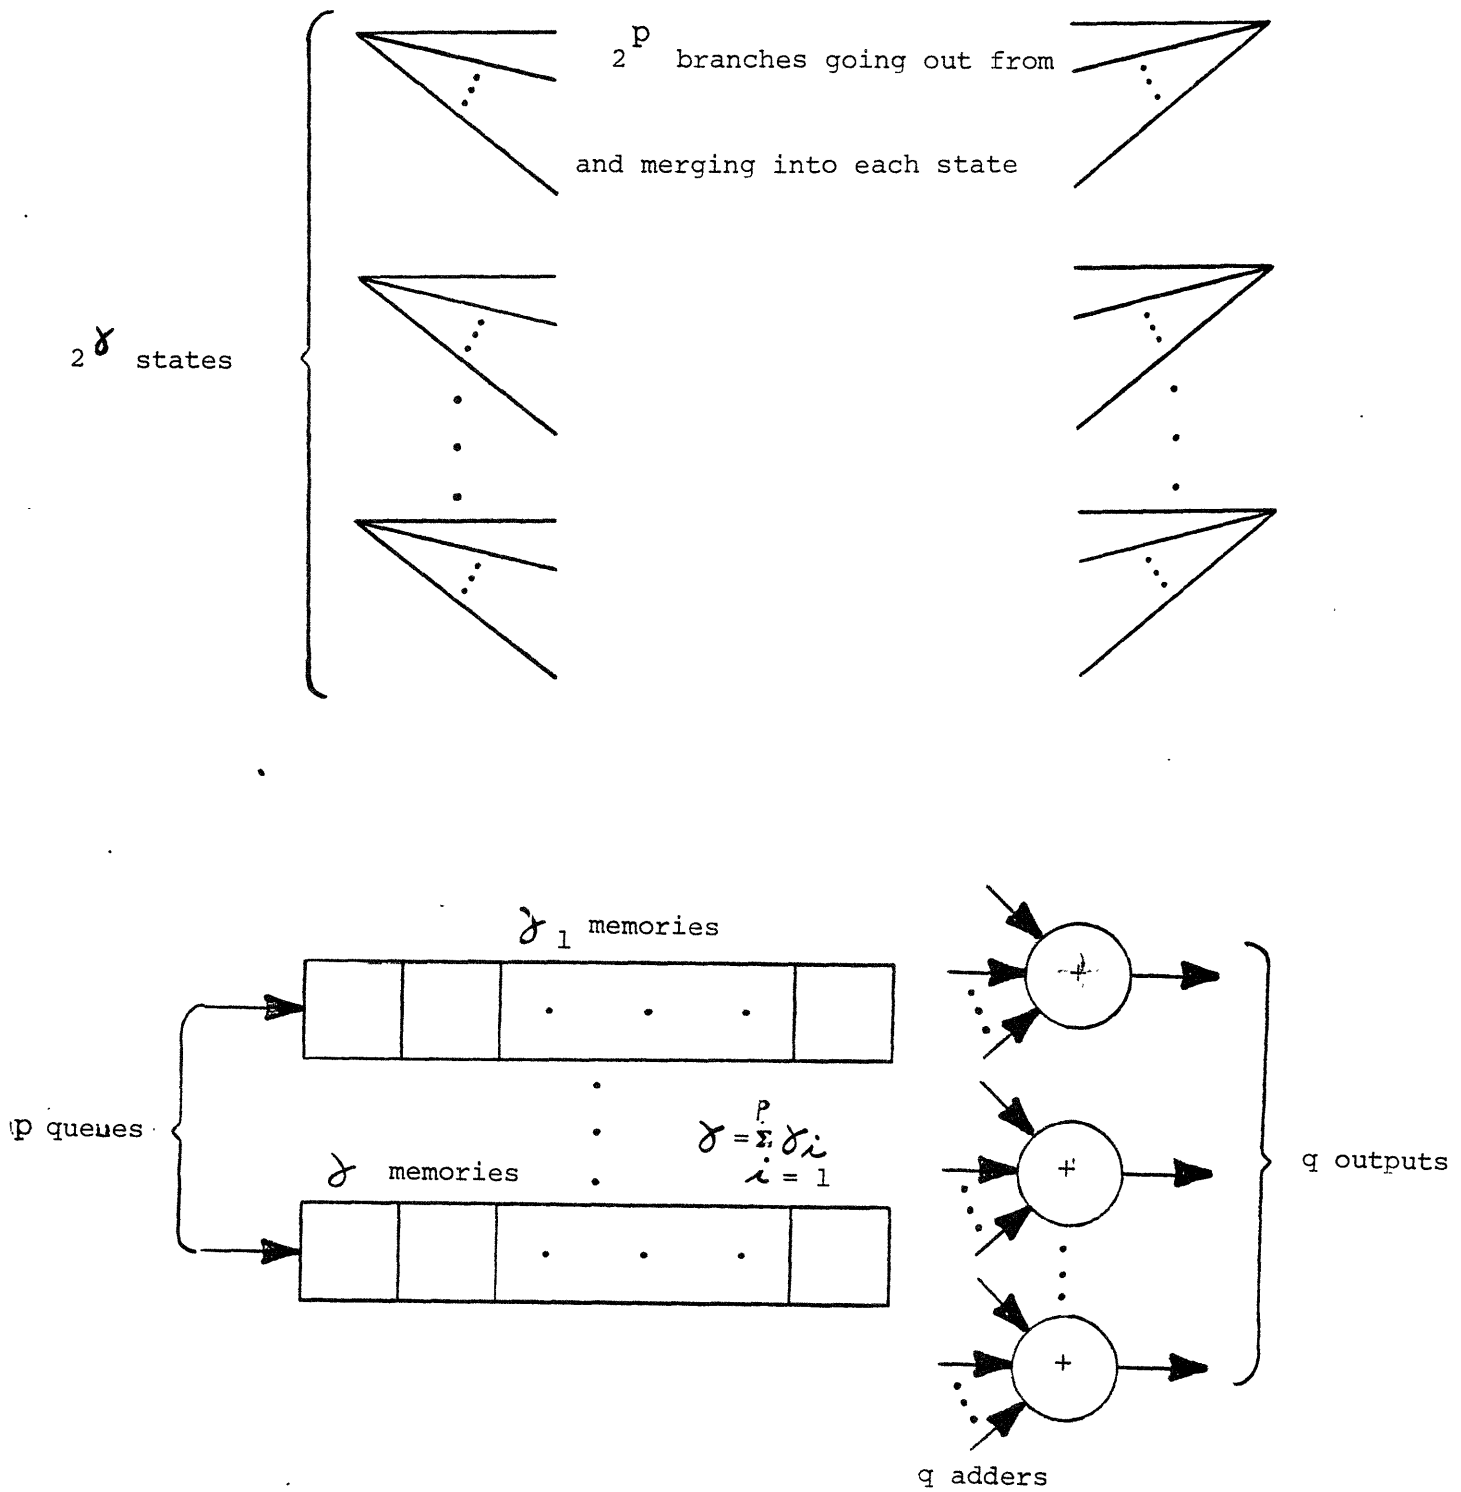 2^p branches going out from
and merging into each state
2^γ states
γ_1 memories
+
p queues
γ = Σ γ_i
p
i = 1
γ memories
+
q outputs
+
q adders